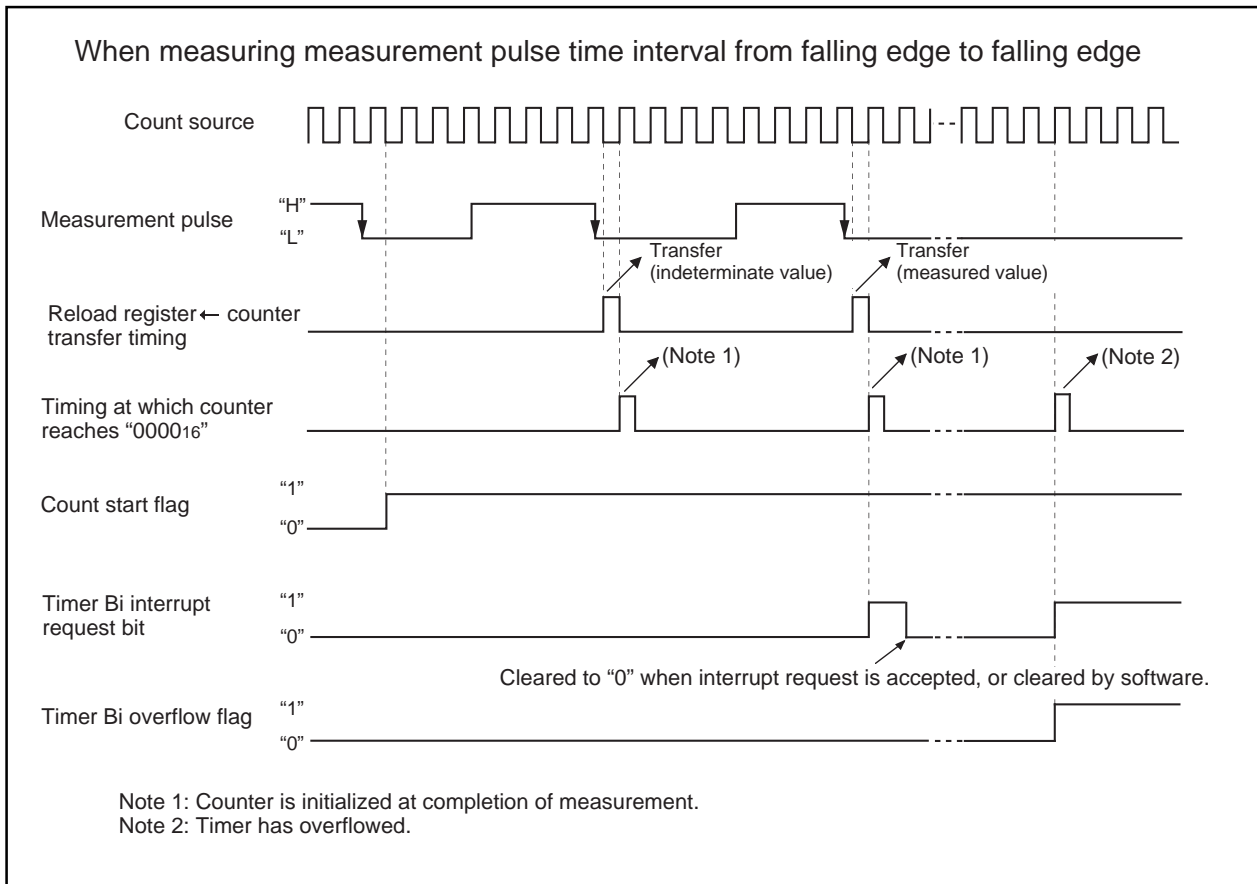 When measuring measurement pulse time interval from falling edge to falling edge
Count source
Measurement pulse
“H”
“L”
Transfer
(indeterminate value)
Transfer
(measured value)
Reload register ← counter
transfer timing
(Note 1)
(Note 1)
(Note 2)
Timing at which counter
reaches “000016”
Count start flag
“1”
“0”
Timer Bi interrupt
request bit
“1”
“0”
Cleared to “0” when interrupt request is accepted, or cleared by software.
Timer Bi overflow flag
“1”
“0”
Note 1: Counter is initialized at completion of measurement.
Note 2: Timer has overflowed.